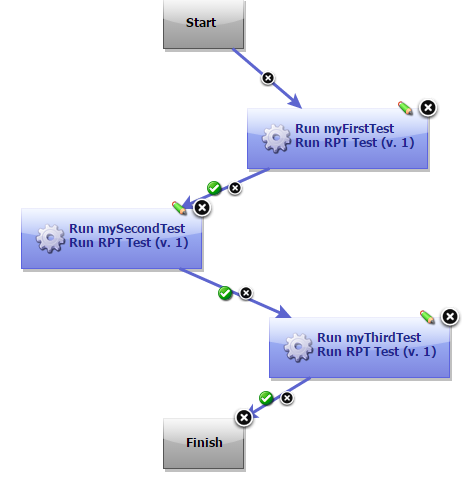 Start
Run myFirstTest
Run RPT Test (v. 1)
Run mySecondTest
Run RPT Test (v. 1)
Run myThirdTest
Run RPT Test (v. 1)
Finish